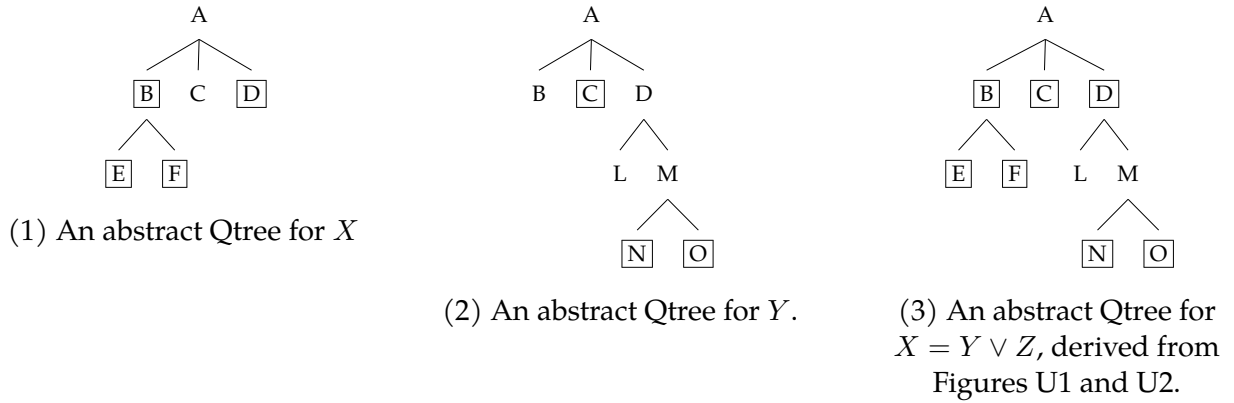 A
B C D
E F
(1) An abstract Qtree for X
A
B C D
L M
N O
(2) An abstract Qtree for Y.
A
B C D
E F L M
N O
(3) An abstract Qtree for
X = Y ∨ Z, derived from
Figures U1 and U2.